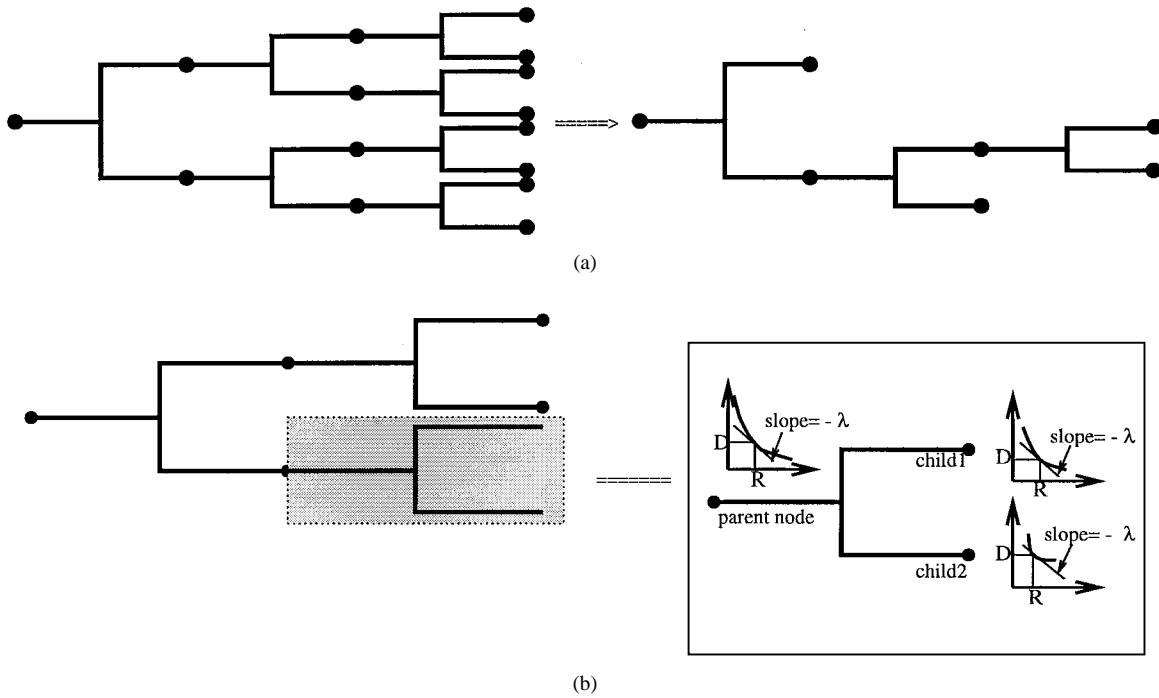 =====>
(a)
slope= - λ
D
R
parent node
child1
slope= - λ
D
R
child2
slope= - λ
D
R
=======
(b)